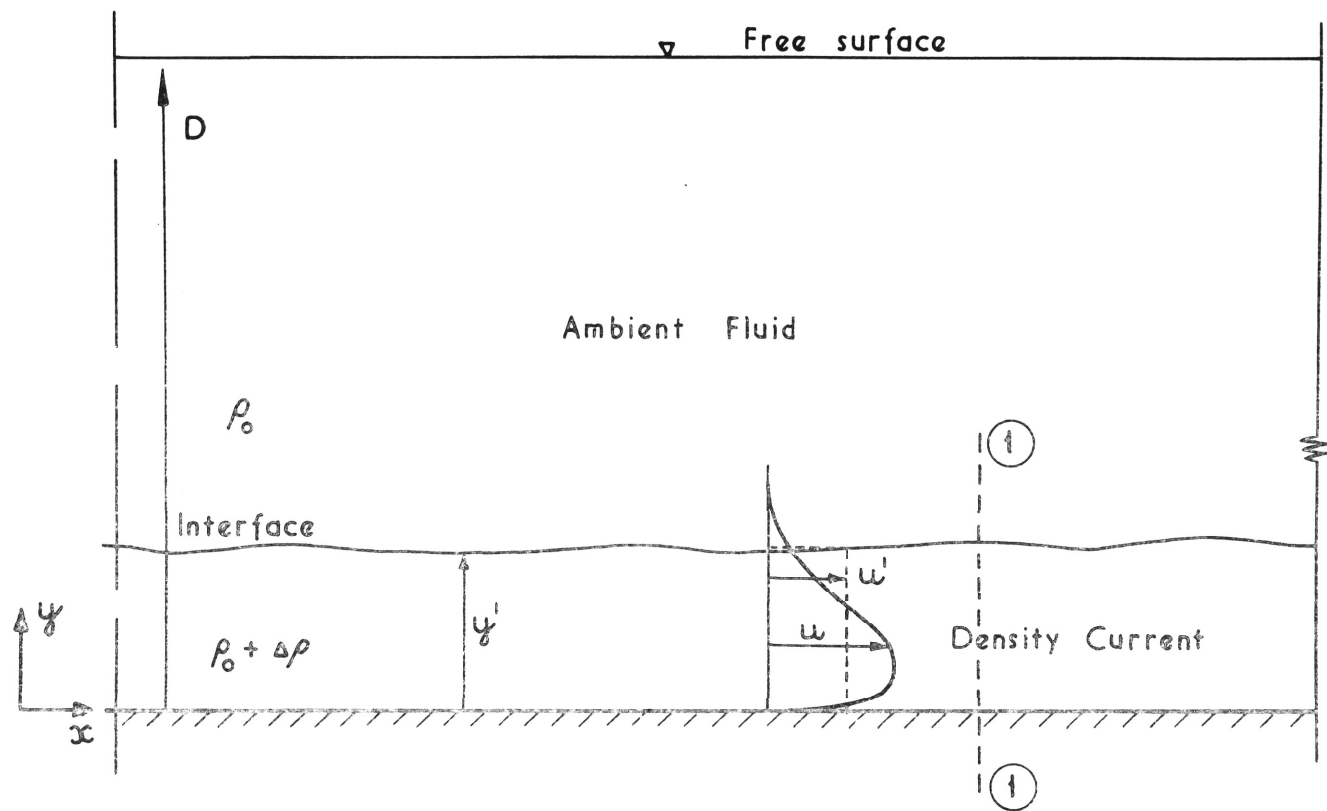 Free surface
D
Ambient Fluid
ρ₀
1
Interface
u'
y
y'
u
ρ₀ + Δρ
Density Current
x
1